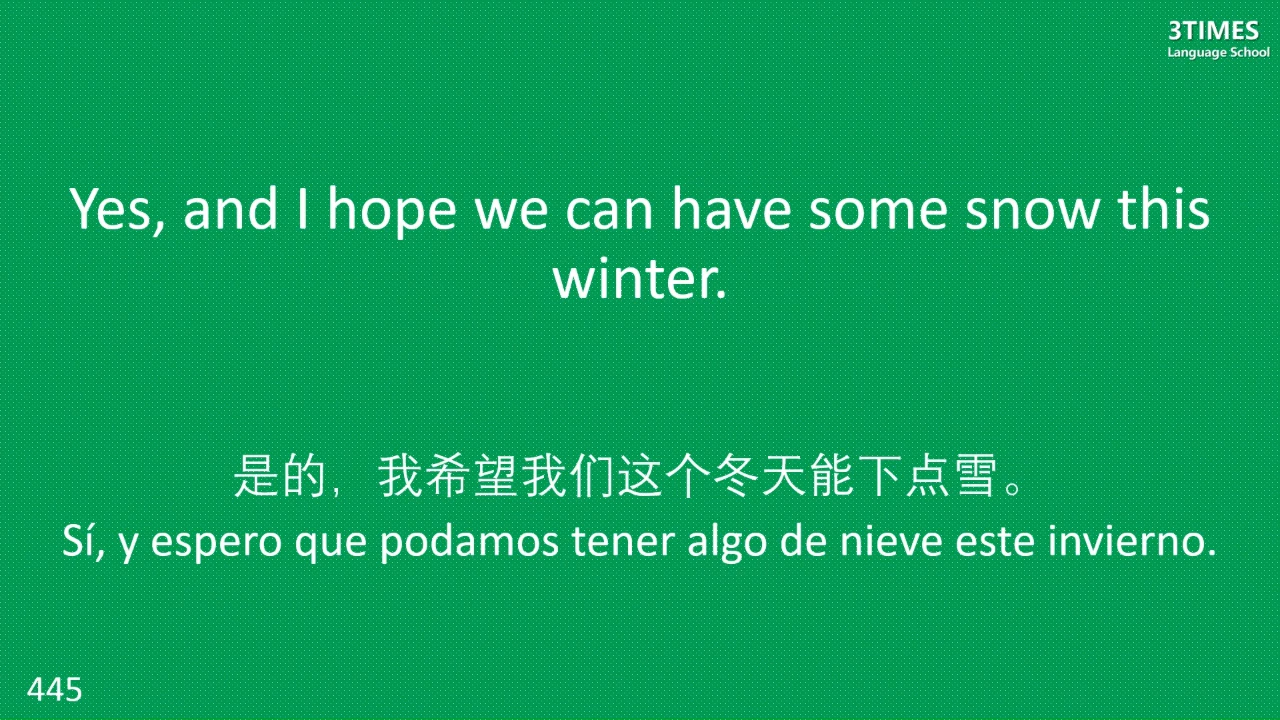 3TIMES
Language School
Yes, and I hope we can have some snow this
winter.
是的，我希望我们这个冬天能下点雪。
Sí, y espero que podamos tener algo de nieve este invierno.
445